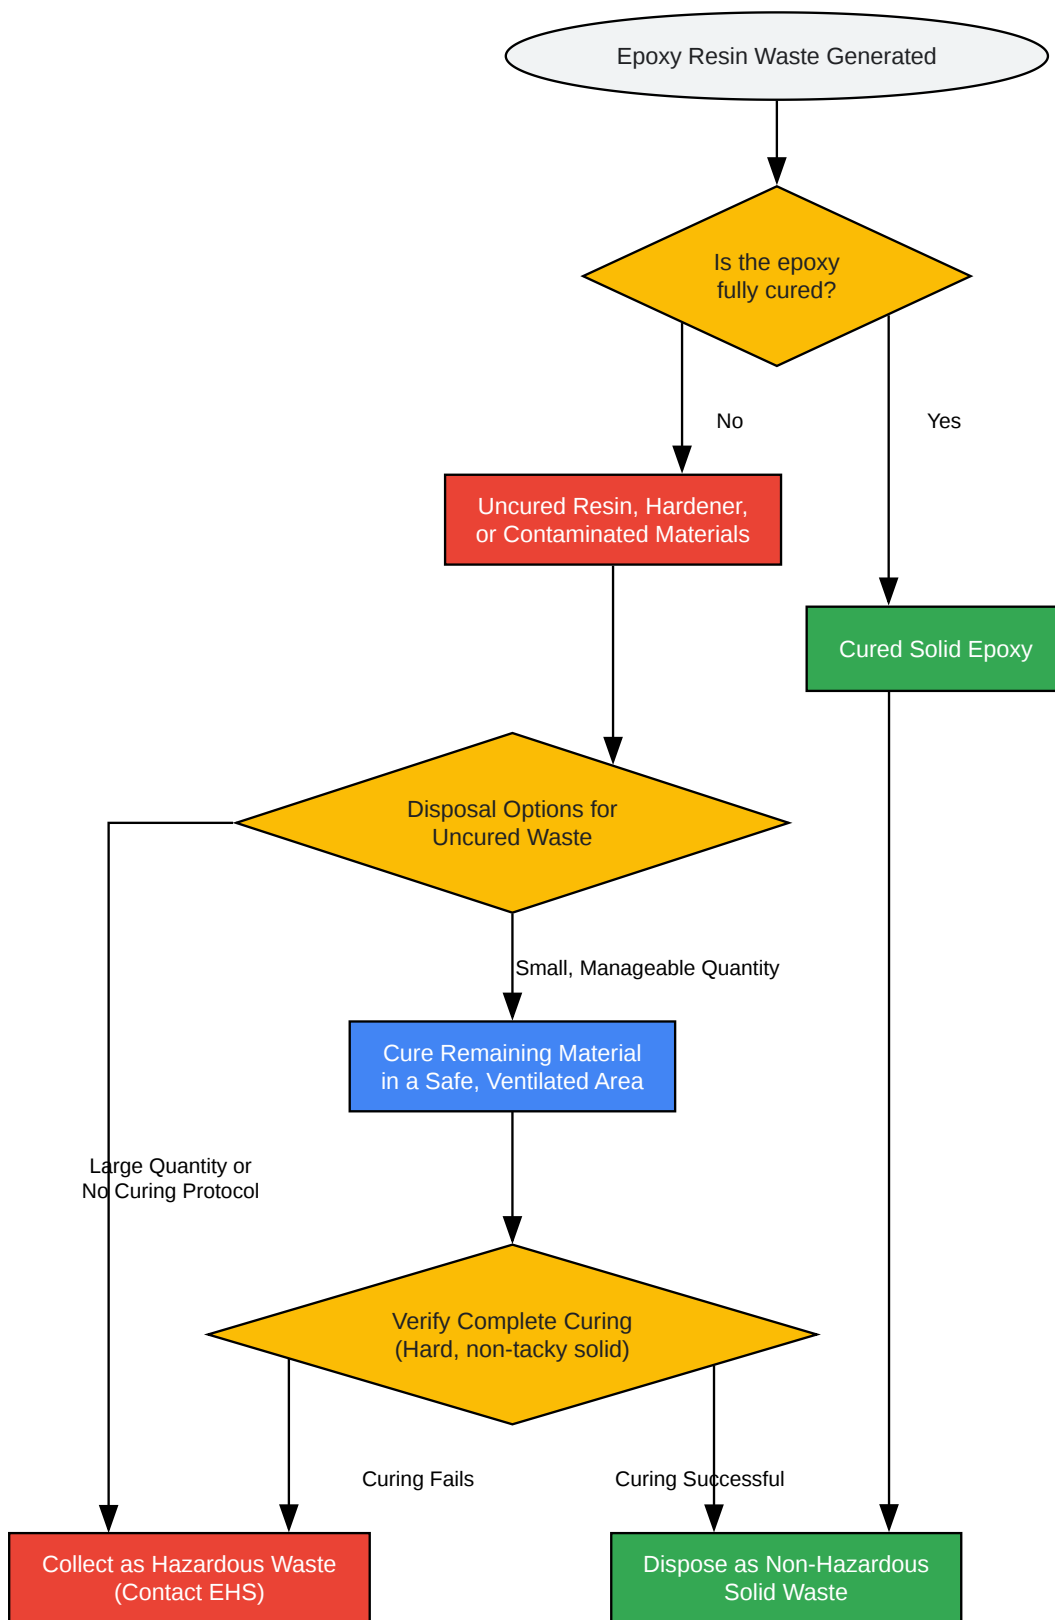 Epoxy Resin Waste Generated
Is the epoxy
fully cured?
No
Yes
Uncured Resin, Hardener,
or Contaminated Materials
Cured Solid Epoxy
Disposal Options for
Uncured Waste
Small, Manageable Quantity
Cure Remaining Material
in a Safe, Ventilated Area
Large Quantity or
No Curing Protocol
Verify Complete Curing
(Hard, non-tacky solid)
Curing Fails
Curing Successful
Collect as Hazardous Waste
(Contact EHS)
Dispose as Non-Hazardous
Solid Waste